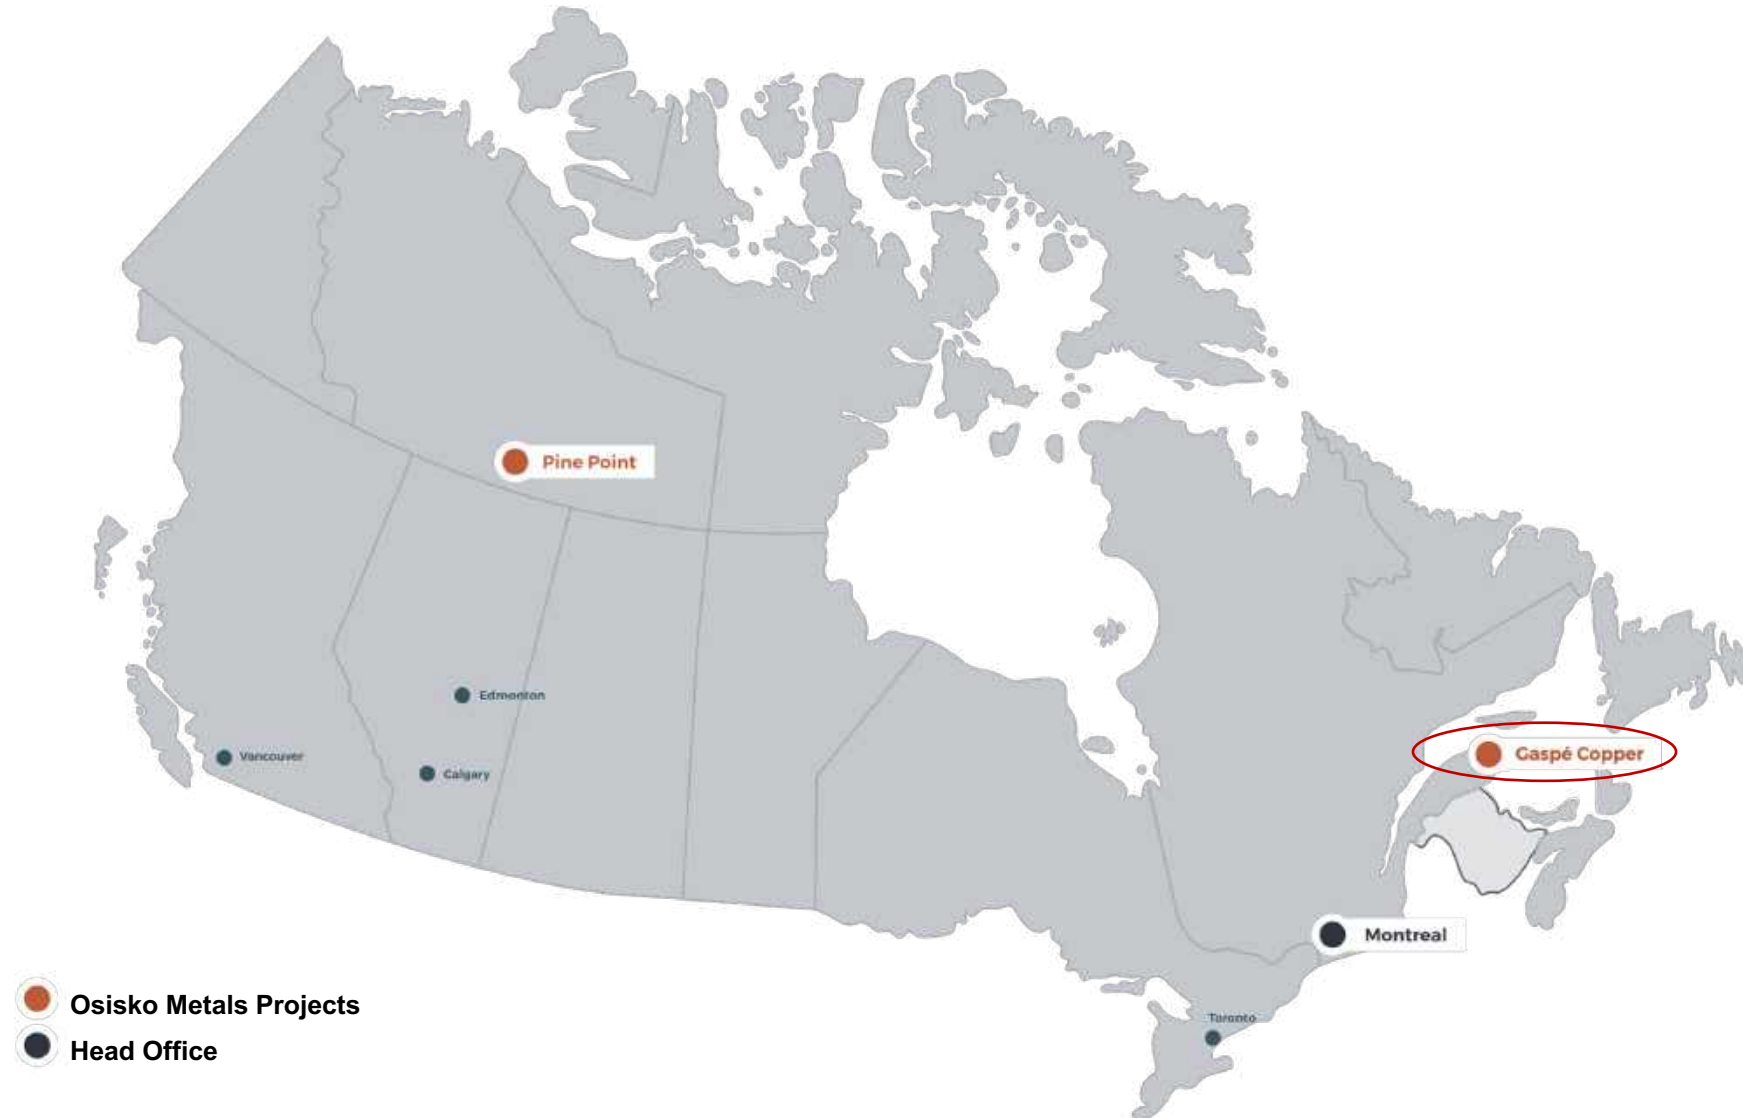 Pine Point
Edmonton
Vancouver
Calgary
Gaspé Copper
Montreal
Toronto
Osisko Metals Projects
Head Office